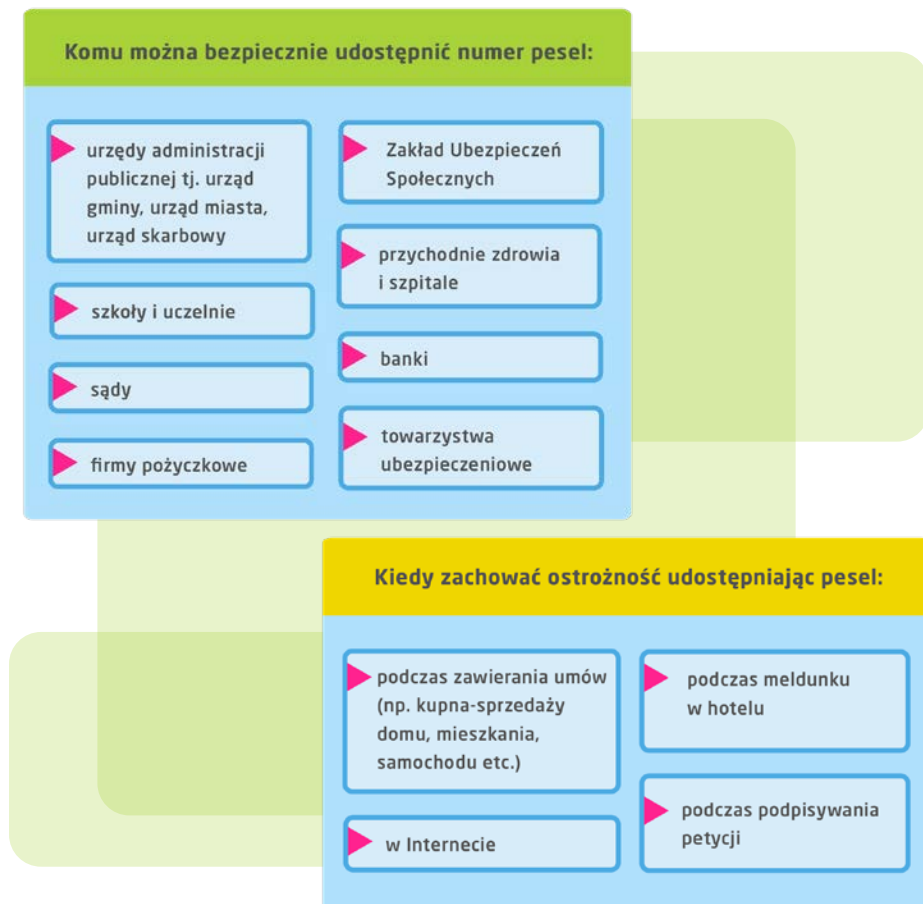 Komu można bezpiecznie udostępnić numer pesel:
urzędy administracji
publicznej tj. urząd
gminy, urząd miasta,
urząd skarbowy
szkoły i uczelnie
sądy
firmy pożyczkowe
Zakład Ubezpieczeń
Społecznych
przychodnie zdrowia
i szpitale
banki
towarzystwa
ubezpieczeniowe
Kiedy zachować ostrożność udostępniając pesel:
podczas zawierania umów
(np. kupna-sprzedaży
domu, mieszkania,
samochodu etc.)
w Internecie
podczas meldunku
w hotelu
podczas podpisywania
petycji